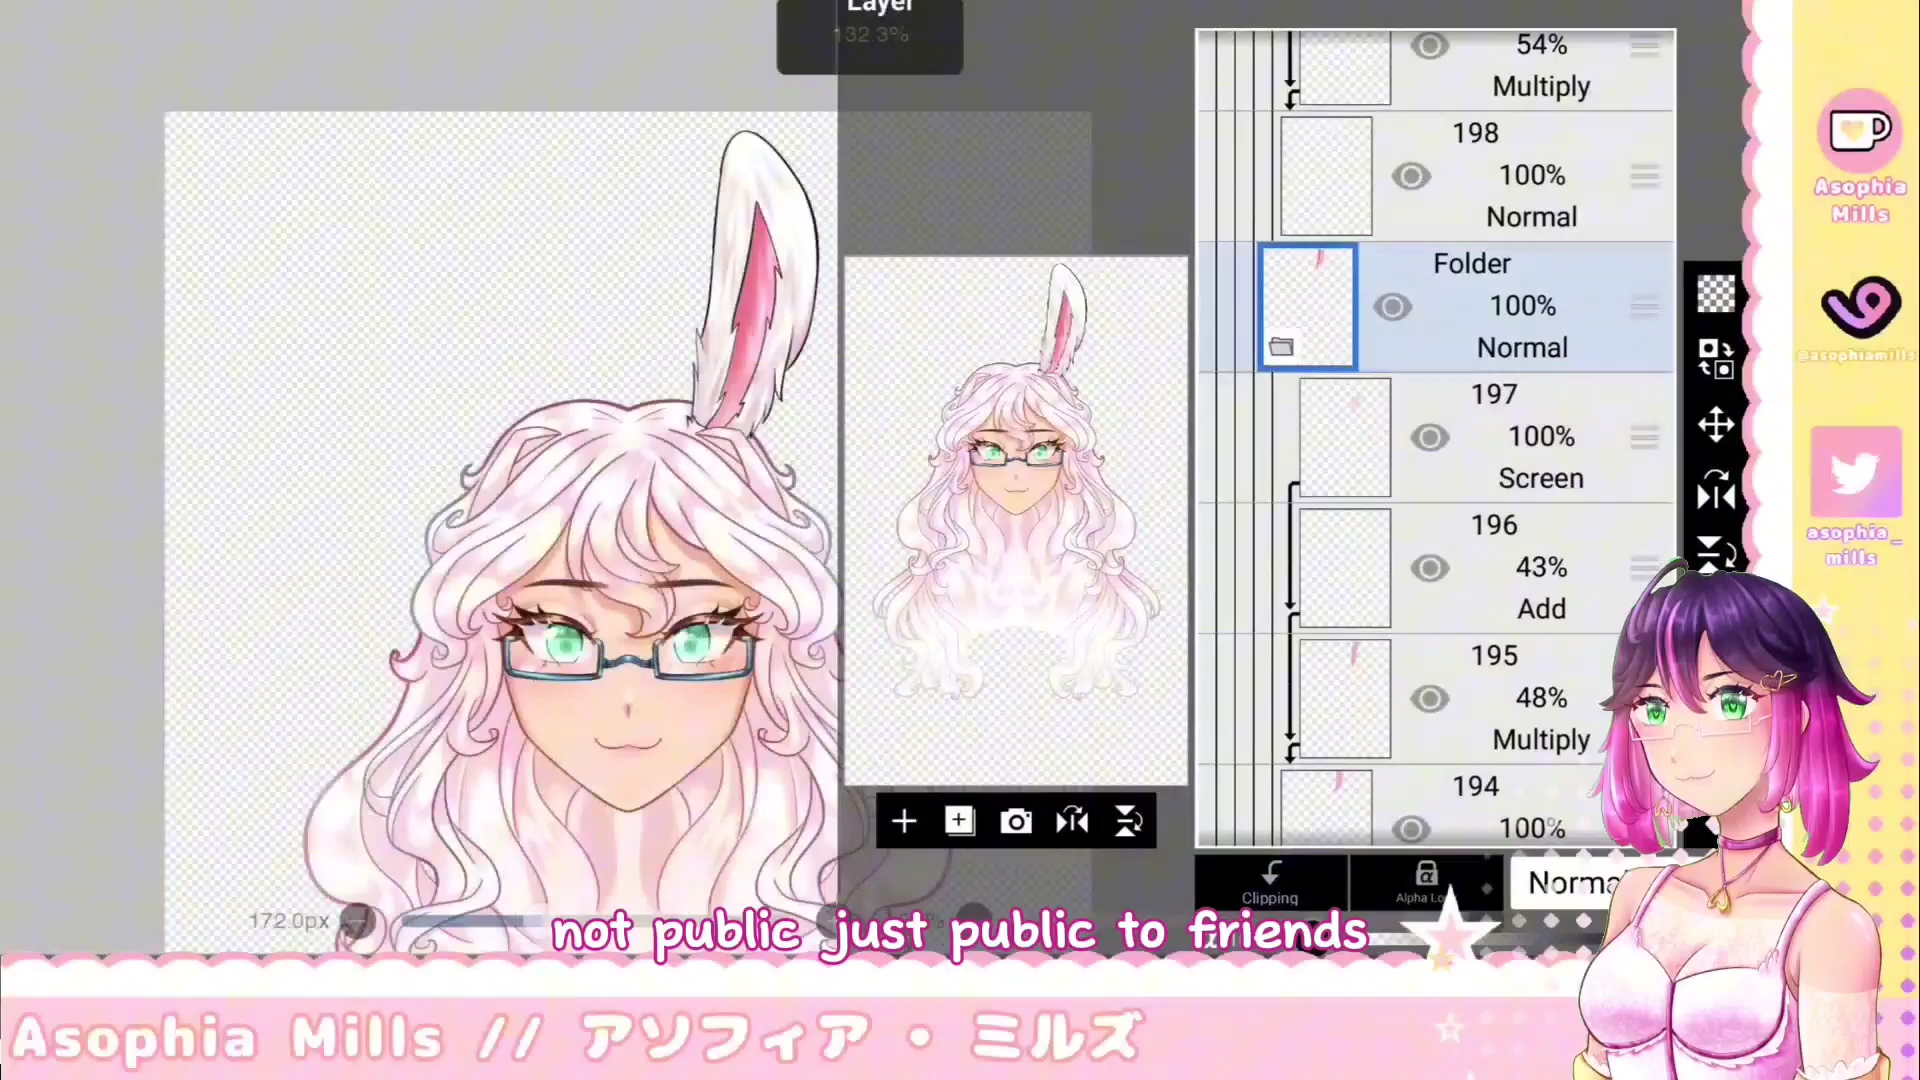 Layer
132.3%
54%
Multiply
198
100%
Normal
Folder
100%
Normal
197
100%
Screen
196
43%
Add
195
48%
Multiply
194
100%
Clipping
Alpha Lo
Norma
172.0px
not public just public to friends
Asophia Mills // アソフィア・ミルズ
Asophia
Mills
@asophiamills
asophia_
mills